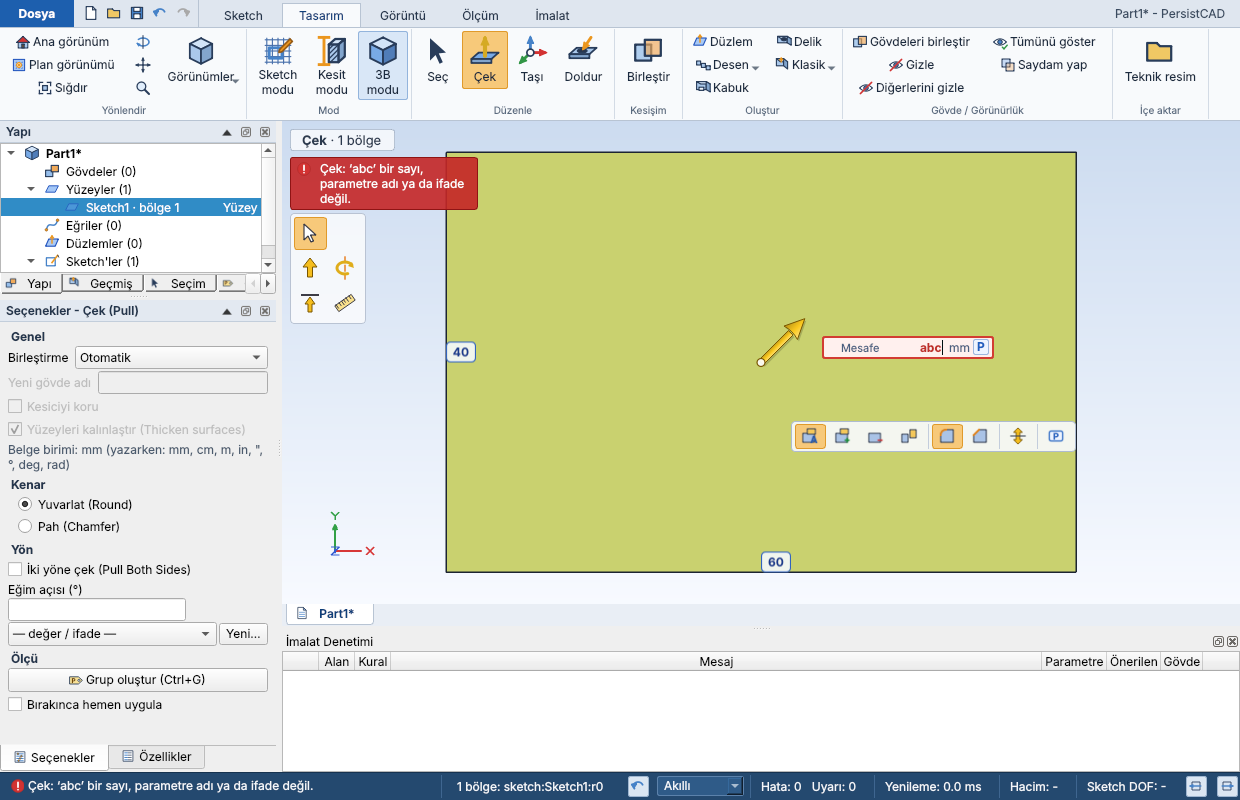 Dosya
Sketch
Tasarım
Görüntü
Ölçüm
İmalat
Part1* - PersistCAD
Ana görünüm
Plan görünümü
Sığdır
Görünümler
Yönlendir
Sketch modu
Kesit modu
3B modu
Mod
Seç
Çek
Taşı
Doldur
Düzenle
Birleştir
Kesişim
Düzlem
Desen
Kabuk
Delik
Klasik
Oluştur
Gövdeleri birleştir
Gizle
Diğerlerini gizle
Tümünü göster
Saydam yap
Gövde / Görünürlük
Teknik resim
İçe aktar
Yapı
Part1*
Gövdeler (0)
Yüzeyler (1)
Sketch1 · bölge 1 Yüzey
Eğriler (0)
Düzlemler (0)
Sketch'ler (1)
Yapı
Geçmiş
Seçim
Seçenekler - Çek (Pull)
Genel
Birleştirme Otomatik
Yeni gövde adı
Kesiciyi koru
Yüzeyleri kalınlaştır (Thicken surfaces)
Belge birimi: mm (yazarken: mm, cm, m, in, ",
°, deg, rad)
Kenar
Yuvarlat (Round)
Pah (Chamfer)
Yön
İki yöne çek (Pull Both Sides)
Eğim açısı (°)
— değer / ifade — Yeni...
Ölçü
P Grup oluştur (Ctrl+G)
Bırakınca hemen uygula
Seçenekler
Özellikler
Çek · 1 bölge
! Çek: ‘abc’ bir sayı,
parametre adı ya da ifade
değil.
40
Mesafe abc mm P
P
60
Y
X
Z
Part1*
İmalat Denetimi
Alan Kural Mesaj Parametre Önerilen Gövde
! Çek: ‘abc’ bir sayı, parametre adı ya da ifade değil.
1 bölge: sketch:Sketch1:r0
Akıllı
Hata: 0 Uyarı: 0
Yenileme: 0.0 ms
Hacim: -
Sketch DOF: -